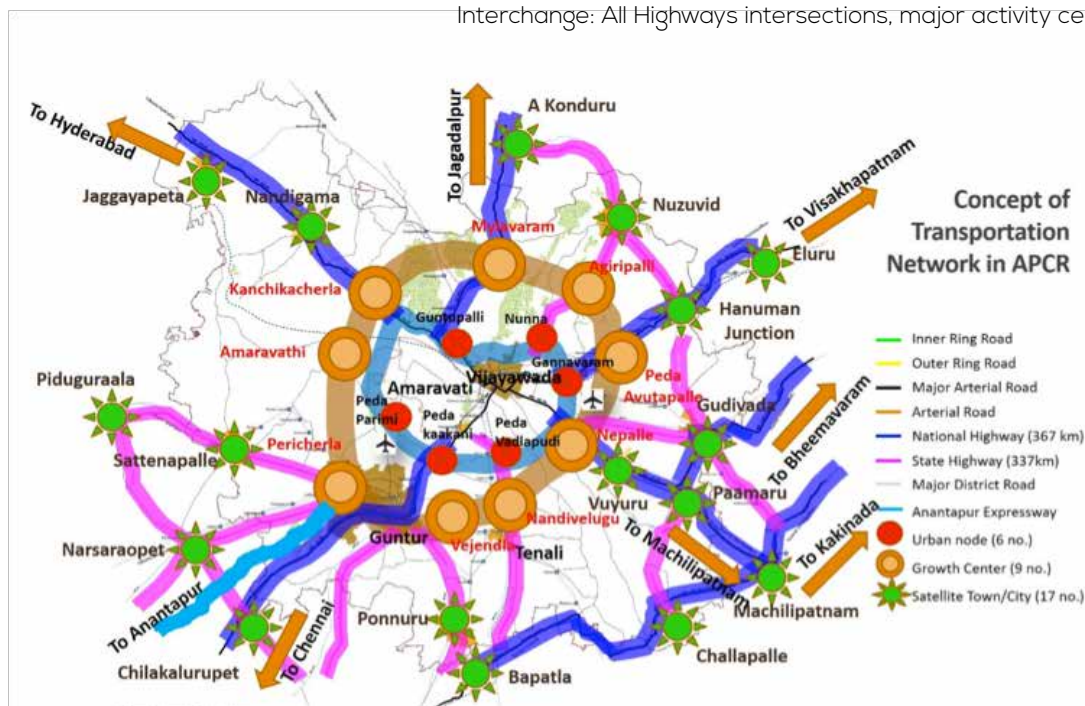 Interchange: All Highways intersections, major activity ce
To Hyderabad
To Jagadalpur
A Konduru
Jaggayapeta
Nandigama
Nuzuvid
To Visakhapatnam
Mylavaram
Eluru
Concept of
Transportation
Network in APCR
Kanchikacherla
Agiripalli
Hanuman
Junction
Guntupalli
Nunna
Amaravathi
Gannavaram
Vijayawada
Amaravati
Peda
Avutapalle
Piduguraala
Peda
Parimi
Peda
kaakani
Peda
Vadlapudi
Gudivada
To Bheemavaram
Pericherla
Nepalle
Sattenapalle
Vuyuru
Paamaru
Nandivelugu
Narsaraopet
Guntur
Vejendla
Tenali
To Machilipatnam
To Kakinada
Machilipatnam
To Anantapur
Ponnuru
Chilakalurupet
To Chennai
Bapatla
Challapalle
Inner Ring Road
Outer Ring Road
Major Arterial Road
Arterial Road
National Highway (367 km)
State Highway (337km)
Major District Road
Anantapur Expressway
Urban node (6 no.)
Growth Center (9 no.)
Satellite Town/City (17 no.)